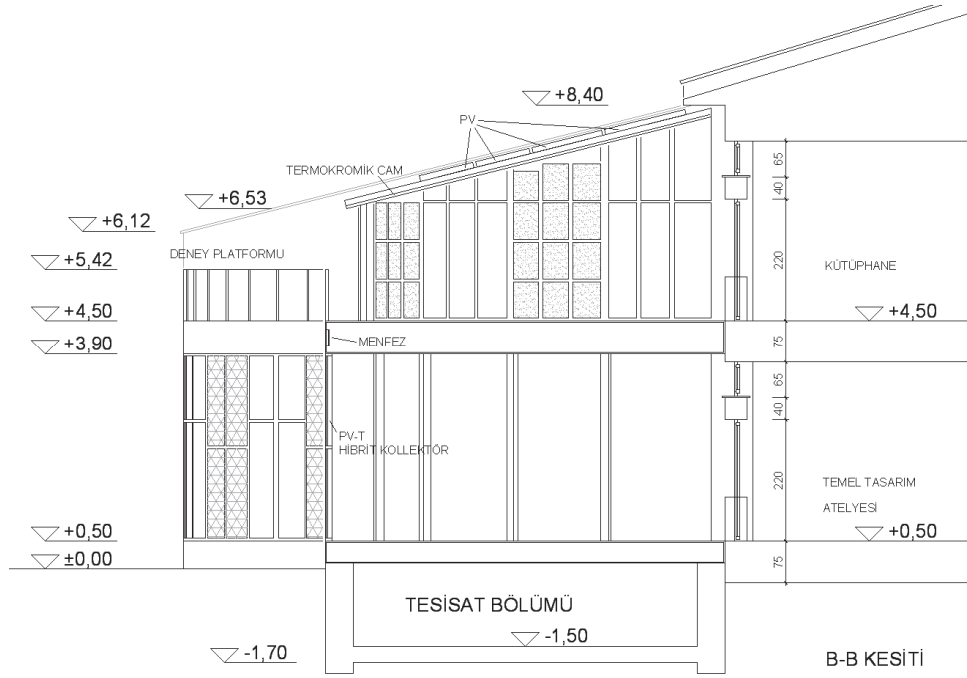 +8,40
PV
TERMOKROMİK CAM
+6,53
+6,12
DENEY PLATFORMU
+5,42
+4,50
+3,90
MENFEZ
PV-T
HİBRİT KOLLEKTÖR
+0,50
±0,00
TESİSAT BÖLÜMÜ
-1,50
-1,70
65
40
220
75
65
40
220
75
KÜTÜPHANE
+4,50
TEMEL TASARIM
ATELYESİ
+0,50
B-B KESİTİ